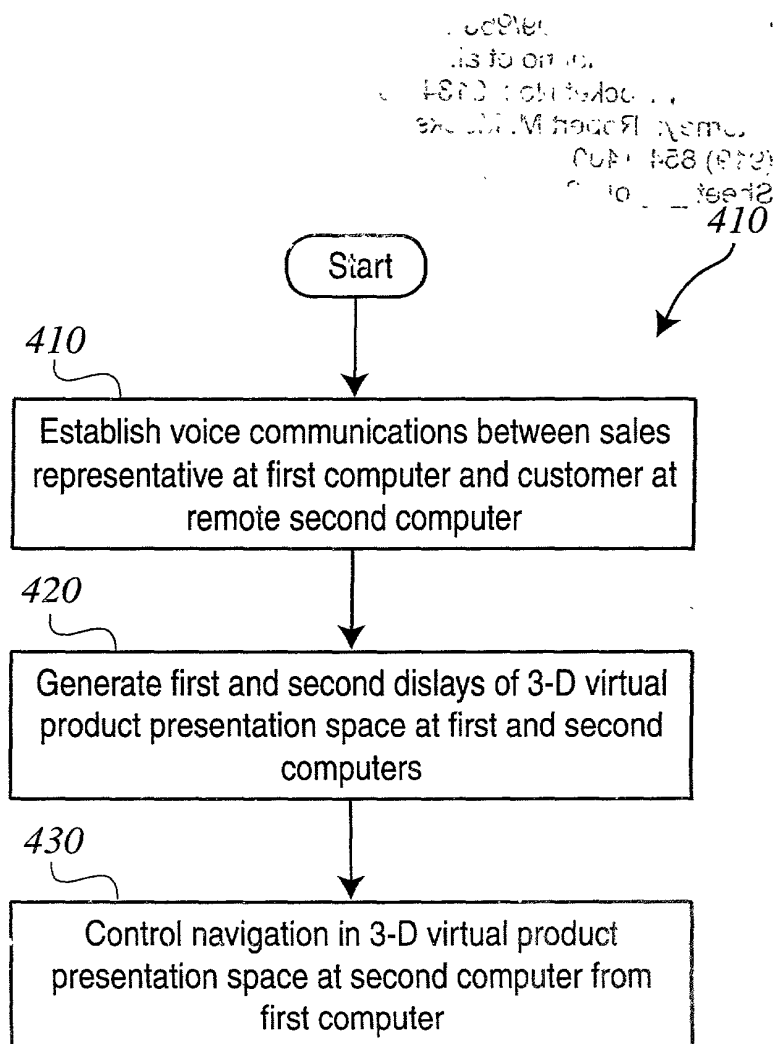 410
Start
410
Establish voice communications between sales
representative at first computer and customer at
remote second computer
420
Generate first and second dislays of 3-D virtual
product presentation space at first and second
computers
430
Control navigation in 3-D virtual product
presentation space at second computer from
first computer